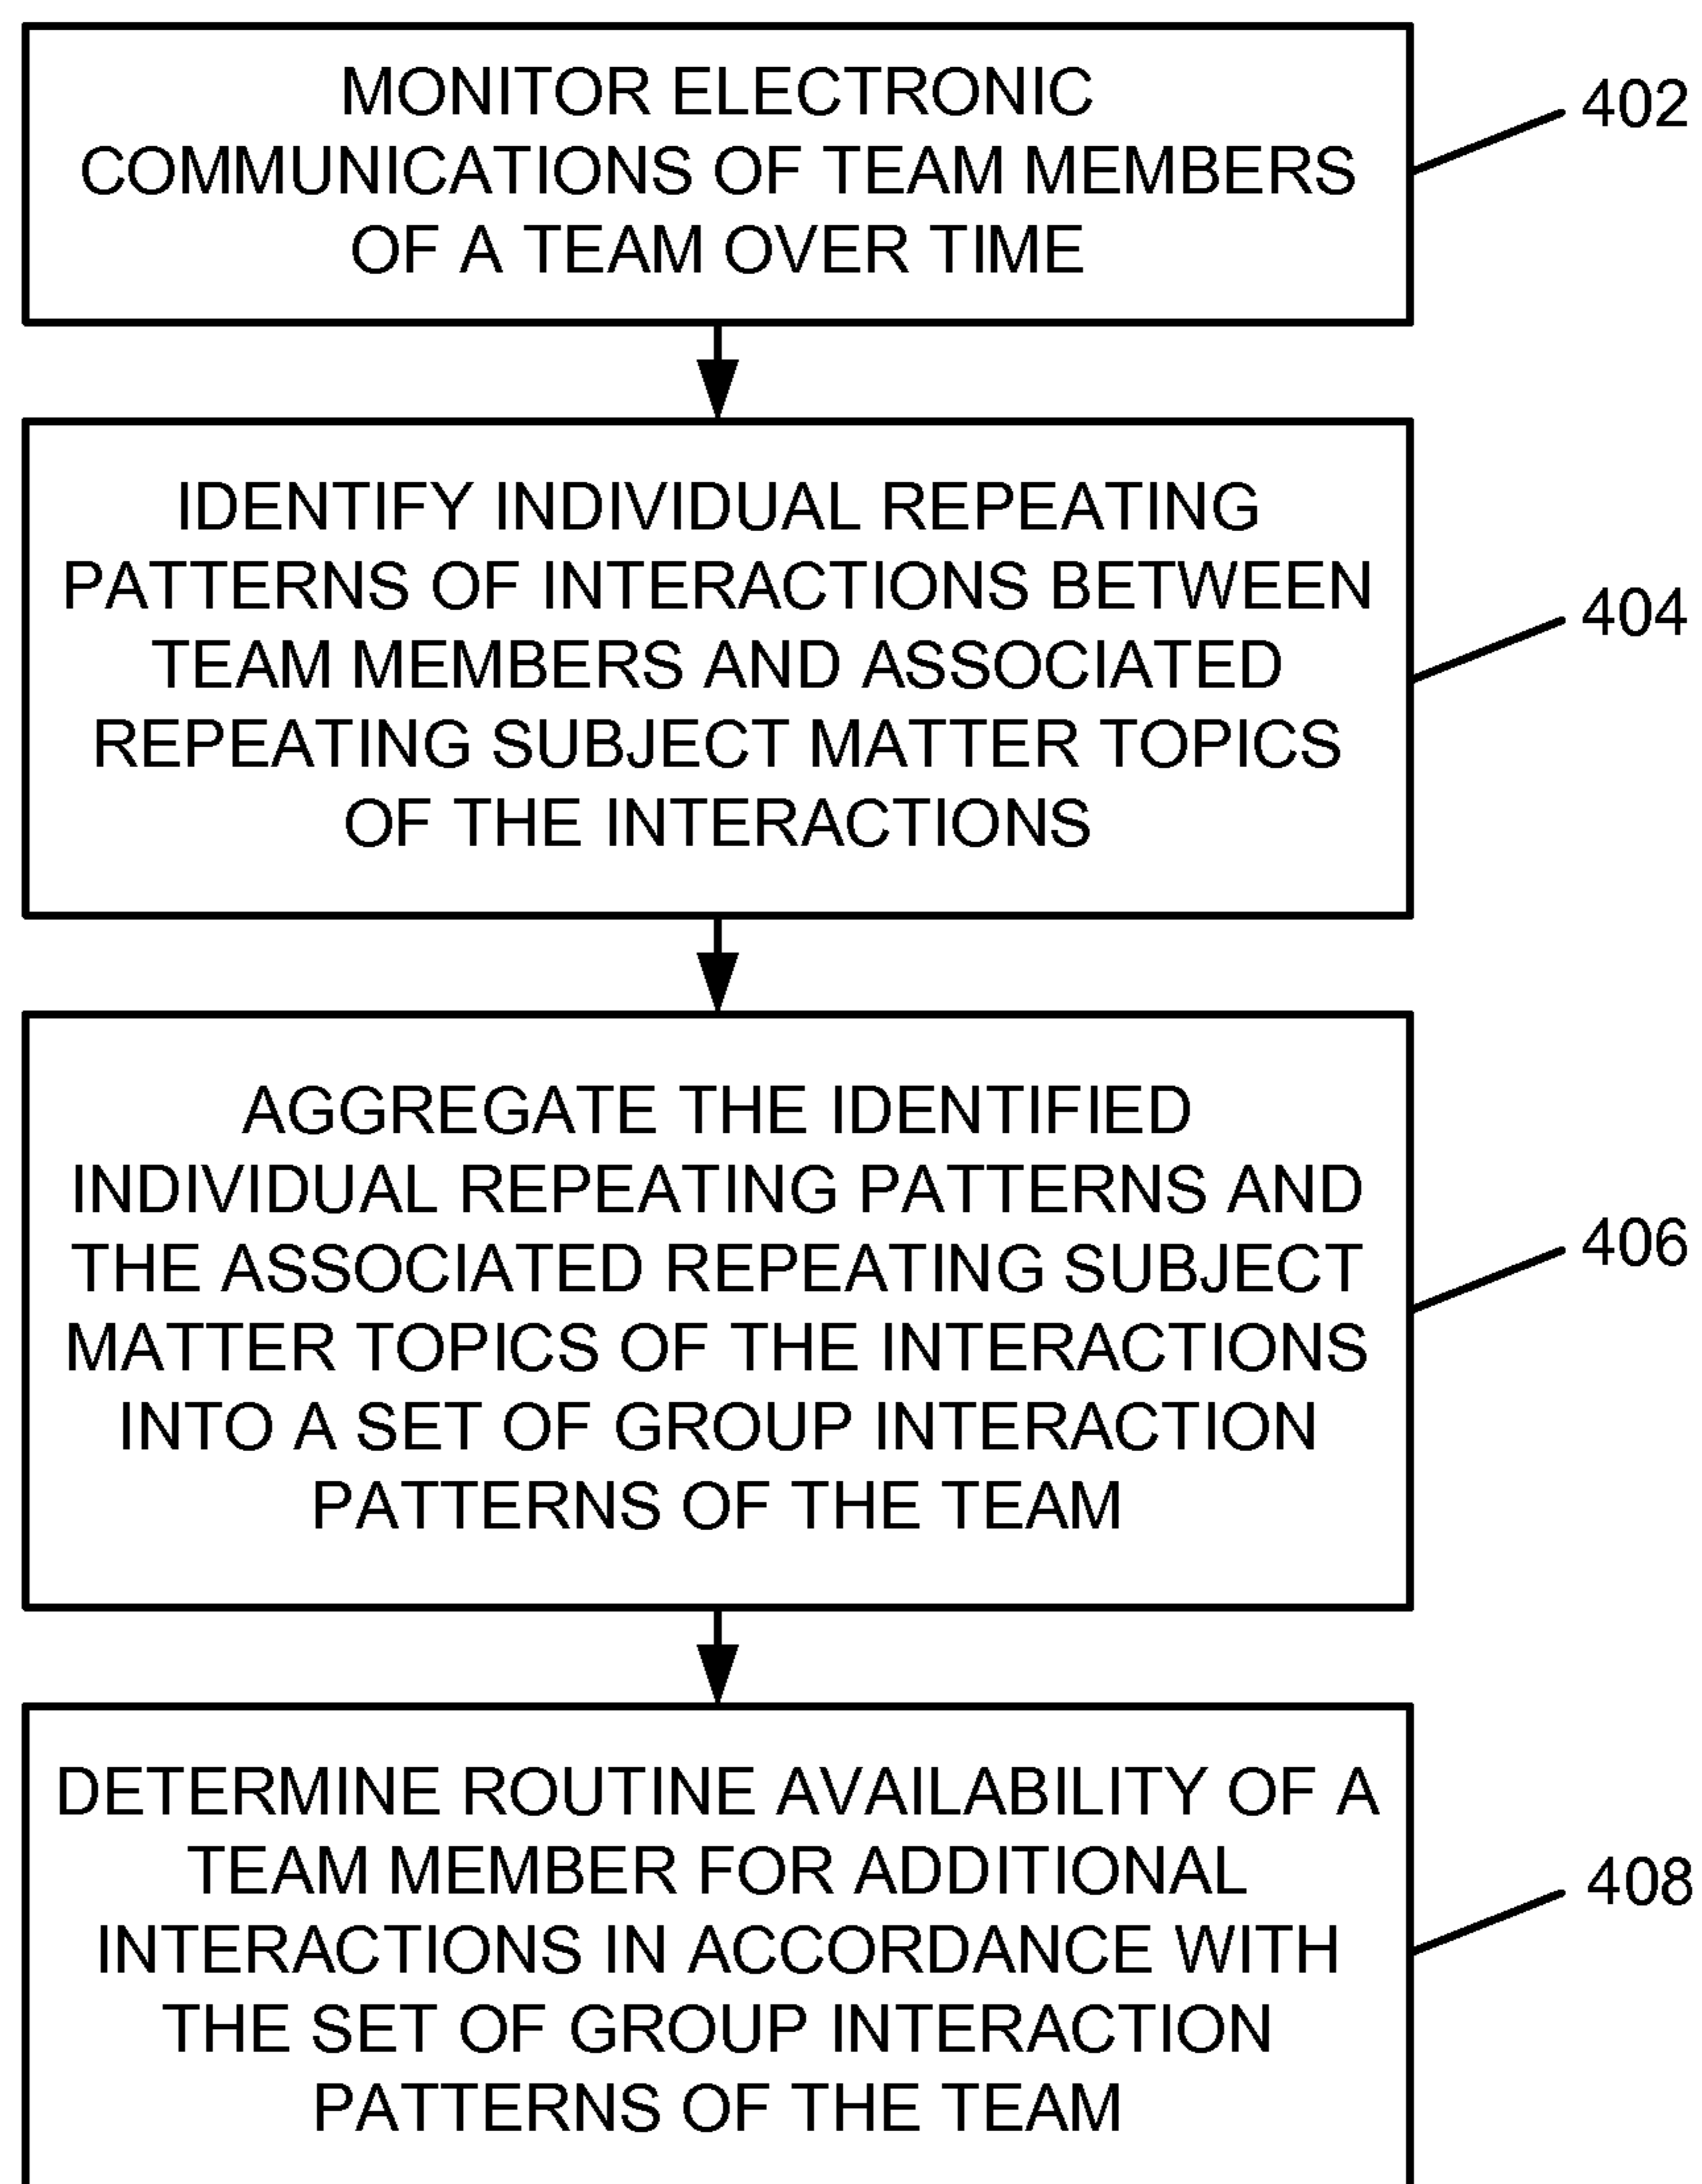 MONITOR ELECTRONIC
COMMUNICATIONS OF TEAM MEMBERS
OF A TEAM OVER TIME
402
IDENTIFY INDIVIDUAL REPEATING
PATTERNS OF INTERACTIONS BETWEEN
TEAM MEMBERS AND ASSOCIATED
REPEATING SUBJECT MATTER TOPICS
OF THE INTERACTIONS
404
AGGREGATE THE IDENTIFIED
INDIVIDUAL REPEATING PATTERNS AND
THE ASSOCIATED REPEATING SUBJECT
MATTER TOPICS OF THE INTERACTIONS
INTO A SET OF GROUP INTERACTION
PATTERNS OF THE TEAM
406
DETERMINE ROUTINE AVAILABILITY OF A
TEAM MEMBER FOR ADDITIONAL
INTERACTIONS IN ACCORDANCE WITH
THE SET OF GROUP INTERACTION
PATTERNS OF THE TEAM
408